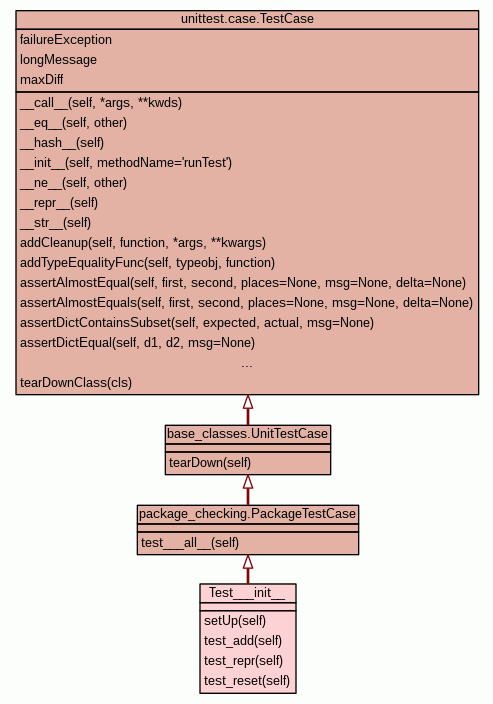 unittest.case.TestCase
failureException
longMessage
maxDiff
__call__(self, *args, **kwds)
__eq__(self, other)
__hash__(self)
__init__(self, methodName='runTest')
__ne__(self, other)
__repr__(self)
__str__(self)
addCleanup(self, function, *args, **kwargs)
addTypeEqualityFunc(self, typeobj, function)
assertAlmostEqual(self, first, second, places=None, msg=None, delta=None)
assertAlmostEquals(self, first, second, places=None, msg=None, delta=None)
assertDictContainsSubset(self, expected, actual, msg=None)
assertDictEqual(self, d1, d2, msg=None)
...
tearDownClass(cls)
base_classes.UnitTestCase
tearDown(self)
package_checking.PackageTestCase
test___all__(self)
Test___init__
setUp(self)
test_add(self)
test_repr(self)
test_reset(self)